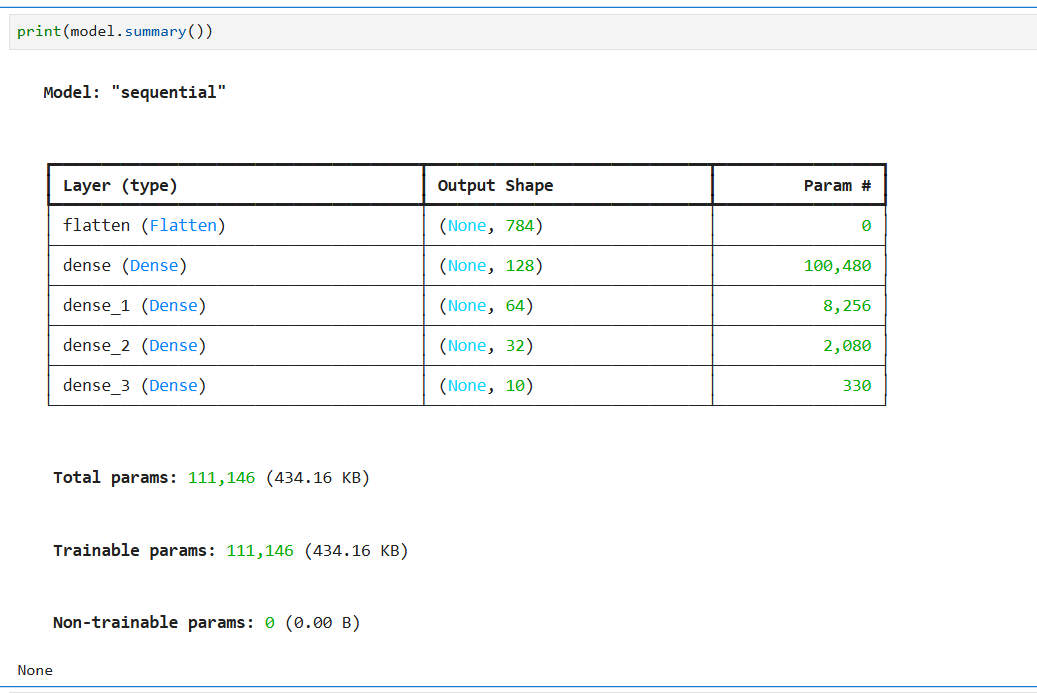 print(model.summary())
Model: "sequential"
Layer (type) Output Shape Param #
flatten (Flatten) (None, 784) 0
dense (Dense) (None, 128) 100,480
dense_1 (Dense) (None, 64) 8,256
dense_2 (Dense) (None, 32) 2,080
dense_3 (Dense) (None, 10) 330
Total params: 111,146 (434.16 KB)
Trainable params: 111,146 (434.16 KB)
Non-trainable params: 0 (0.00 B)
None